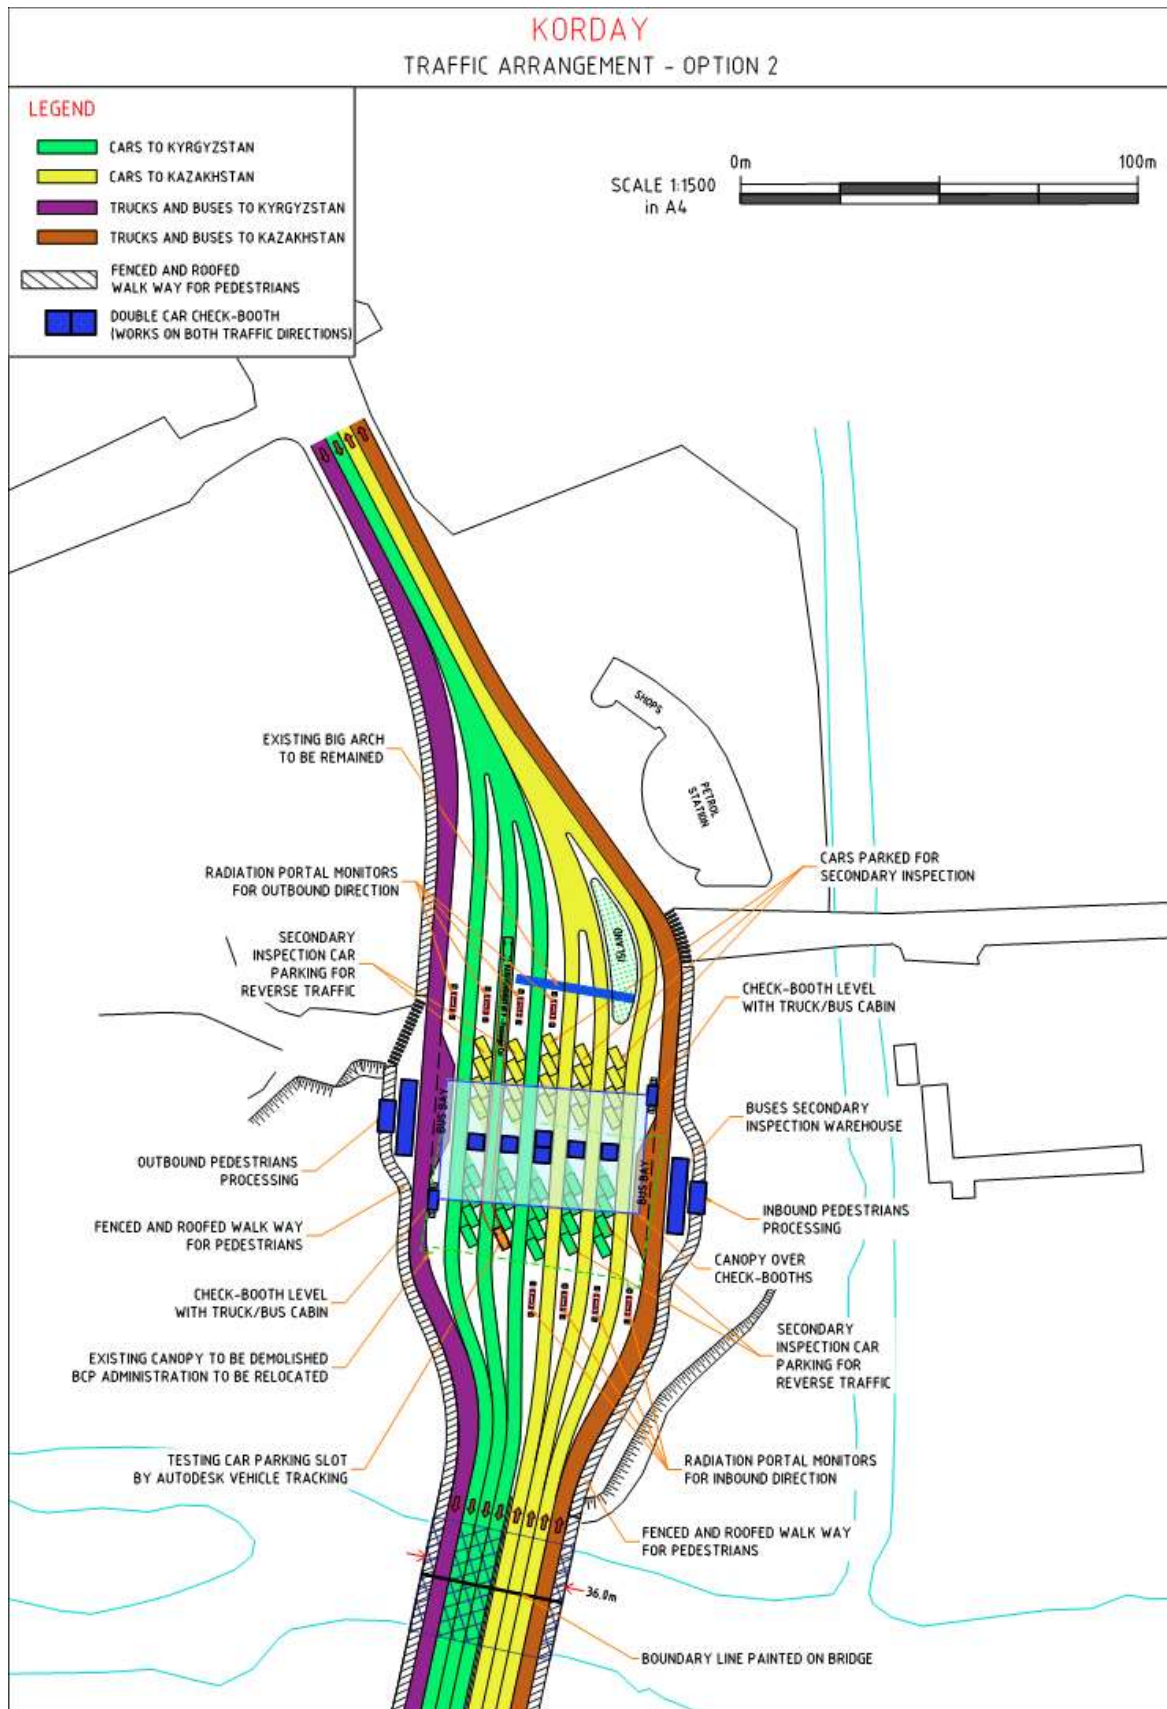 KORDAY
TRAFFIC ARRANGEMENT - OPTION 2
LEGEND
CARS TO KYRGYZSTAN
CARS TO KAZAKHSTAN
TRUCKS AND BUSES TO KYRGYZSTAN
TRUCKS AND BUSES TO KAZAKHSTAN
FENCED AND ROOFED
WALK WAY FOR PEDESTRIANS
DOUBLE CAR CHECK-BOOTH
(WORKS ON BOTH TRAFFIC DIRECTIONS)
0m
100m
SCALE 1:1500
in A4
SHOPS
PETROL
STATION
EXISTING BIG ARCH
TO BE REMAINED
CARS PARKED FOR
SECONDARY INSPECTION
RADIATION PORTAL MONITORS
FOR OUTBOUND DIRECTION
SECONDARY
INSPECTION CAR
PARKING FOR
REVERSE TRAFFIC
ISLAND
CHECK-BOOTH LEVEL
WITH TRUCK/BUS CABIN
BUS BAY
BUSES SECONDARY
INSPECTION WAREHOUSE
OUTBOUND PEDESTRIANS
PROCESSING
BUS BAY
INBOUND PEDESTRIANS
PROCESSING
FENCED AND ROOFED WALK WAY
FOR PEDESTRIANS
CANOPY OVER
CHECK-BOOTHS
CHECK-BOOTH LEVEL
WITH TRUCK/BUS CABIN
SECONDARY
INSPECTION CAR
PARKING FOR
REVERSE TRAFFIC
EXISTING CANOPY TO BE DEMOLISHED
BCP ADMINISTRATION TO BE RELOCATED
TESTING CAR PARKING SLOT
BY AUTODESK VEHICLE TRACKING
RADIATION PORTAL MONITORS
FOR INBOUND DIRECTION
FENCED AND ROOFED WALK WAY
FOR PEDESTRIANS
36.0m
BOUNDARY LINE PAINTED ON BRIDGE